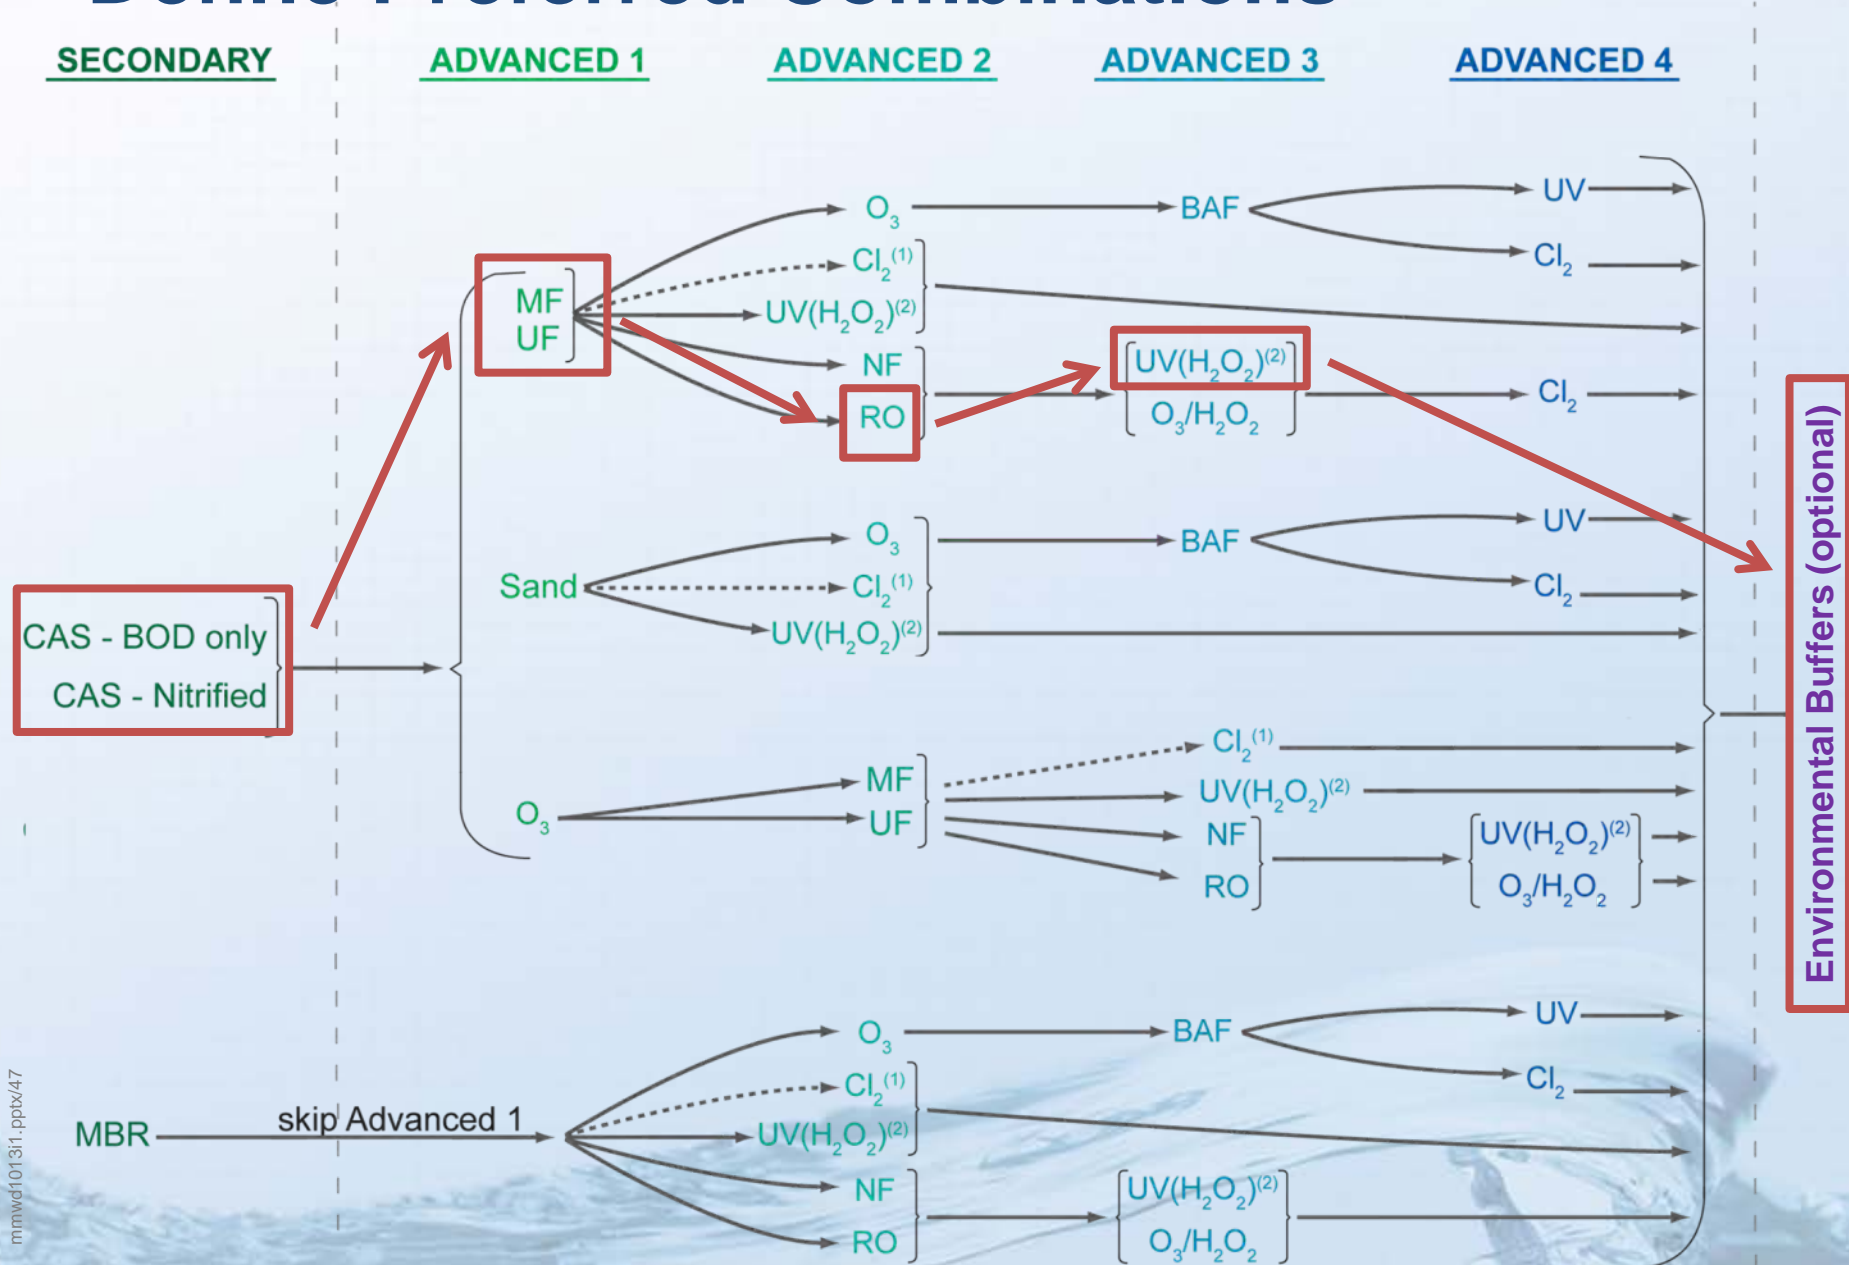 Define Preferred Combinations
SECONDARY
ADVANCED 1
ADVANCED 2
ADVANCED 3
ADVANCED 4
O₃
BAF
UV
Cl₂
Cl₂⁽¹⁾
MF
UF
UV(H₂O₂)⁽²⁾
NF
RO
UV(H₂O₂)⁽²⁾
O₃/H₂O₂
Cl₂
Sand
O₃
BAF
UV
Cl₂
Cl₂⁽¹⁾
UV(H₂O₂)⁽²⁾
CAS - BOD only
CAS - Nitrified
O₃
MF
UF
Cl₂⁽¹⁾
UV(H₂O₂)⁽²⁾
NF
RO
UV(H₂O₂)⁽²⁾
O₃/H₂O₂
MBR
skip Advanced 1
O₃
BAF
UV
Cl₂
Cl₂⁽¹⁾
UV(H₂O₂)⁽²⁾
NF
RO
UV(H₂O₂)⁽²⁾
O₃/H₂O₂
Environmental Buffers (optional)
mmwd1013i1.pptx/47